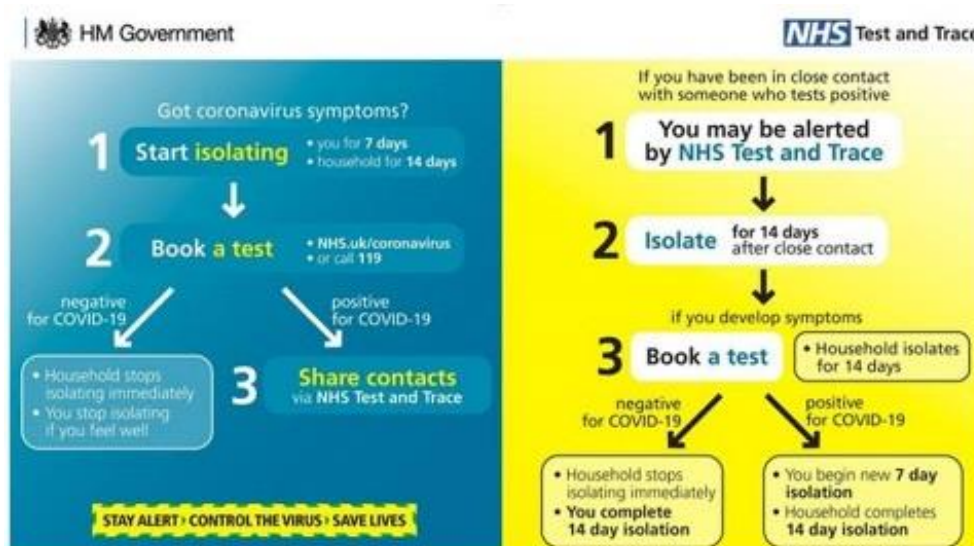 HM Government
NHS Test and Trace
Got coronavirus symptoms?
1 Start isolating
• you for 7 days
• household for 14 days
2 Book a test
• NHS.uk/coronavirus
• or call 119
negative
for COVID-19
positive
for COVID-19
• Household stops
isolating immediately
• You stop isolating
if you feel well
3 Share contacts
via NHS Test and Trace
STAY ALERT › CONTROL THE VIRUS › SAVE LIVES
If you have been in close contact
with someone who tests positive
1 You may be alerted
by NHS Test and Trace
2 Isolate
for 14 days
after close contact
if you develop symptoms
3 Book a test
• Household isolates
for 14 days
negative
for COVID-19
positive
for COVID-19
• Household stops
isolating immediately
• You complete
14 day isolation
• You begin new 7 day
isolation
• Household completes
14 day isolation